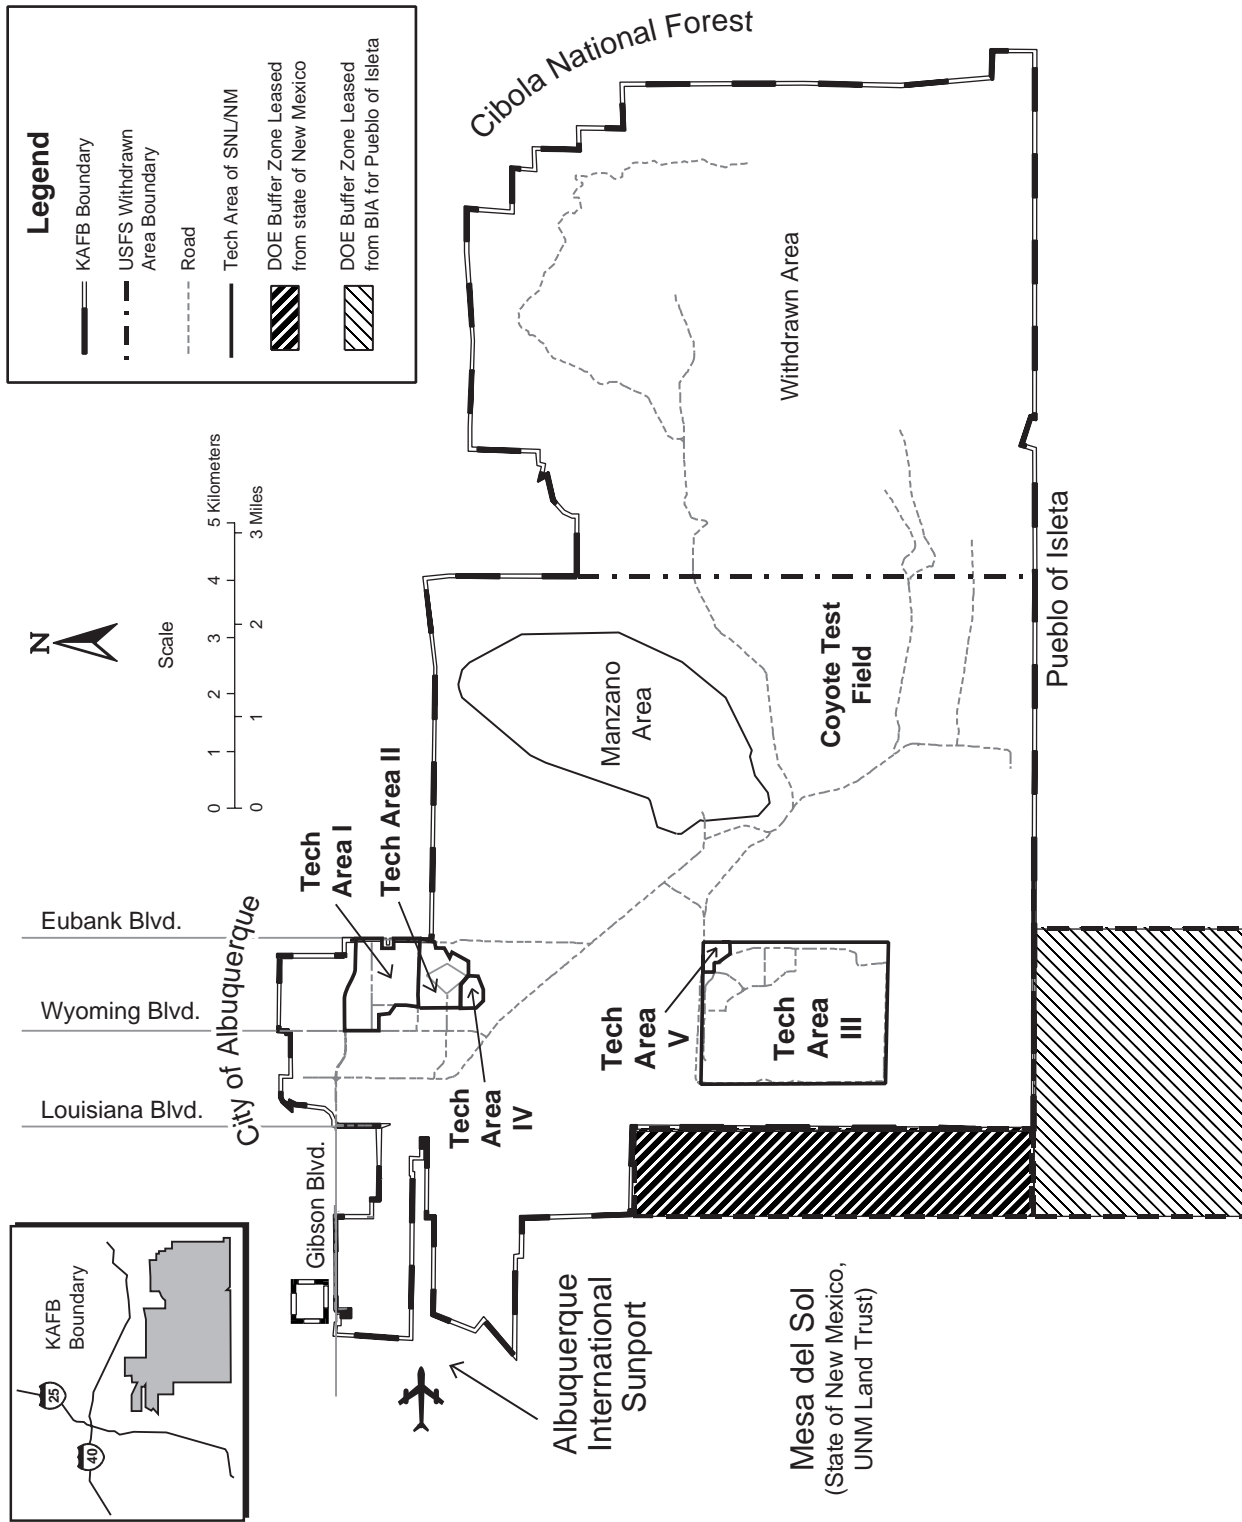 KAFB
Boundary
25
40
Legend
KAFB Boundary
USFS Withdrawn
Area Boundary
Road
Tech Area of SNL/NM
DOE Buffer Zone Leased
from state of New Mexico
DOE Buffer Zone Leased
from BIA for Pueblo of Isleta
N
Scale
0 1 2 3 4 5 Kilometers
0 1 2 3 Miles
Louisiana Blvd.
Wyoming Blvd.
Eubank Blvd.
City of Albuquerque
Gibson Blvd.
Tech
Area I
Tech Area II
Tech
Area
IV
Cibola National Forest
Albuquerque
International
Sunport
Manzano
Area
Tech
Area
V
Tech
Area
III
Coyote Test
Field
Withdrawn Area
Mesa del Sol
(State of New Mexico,
UNM Land Trust)
Pueblo of Isleta